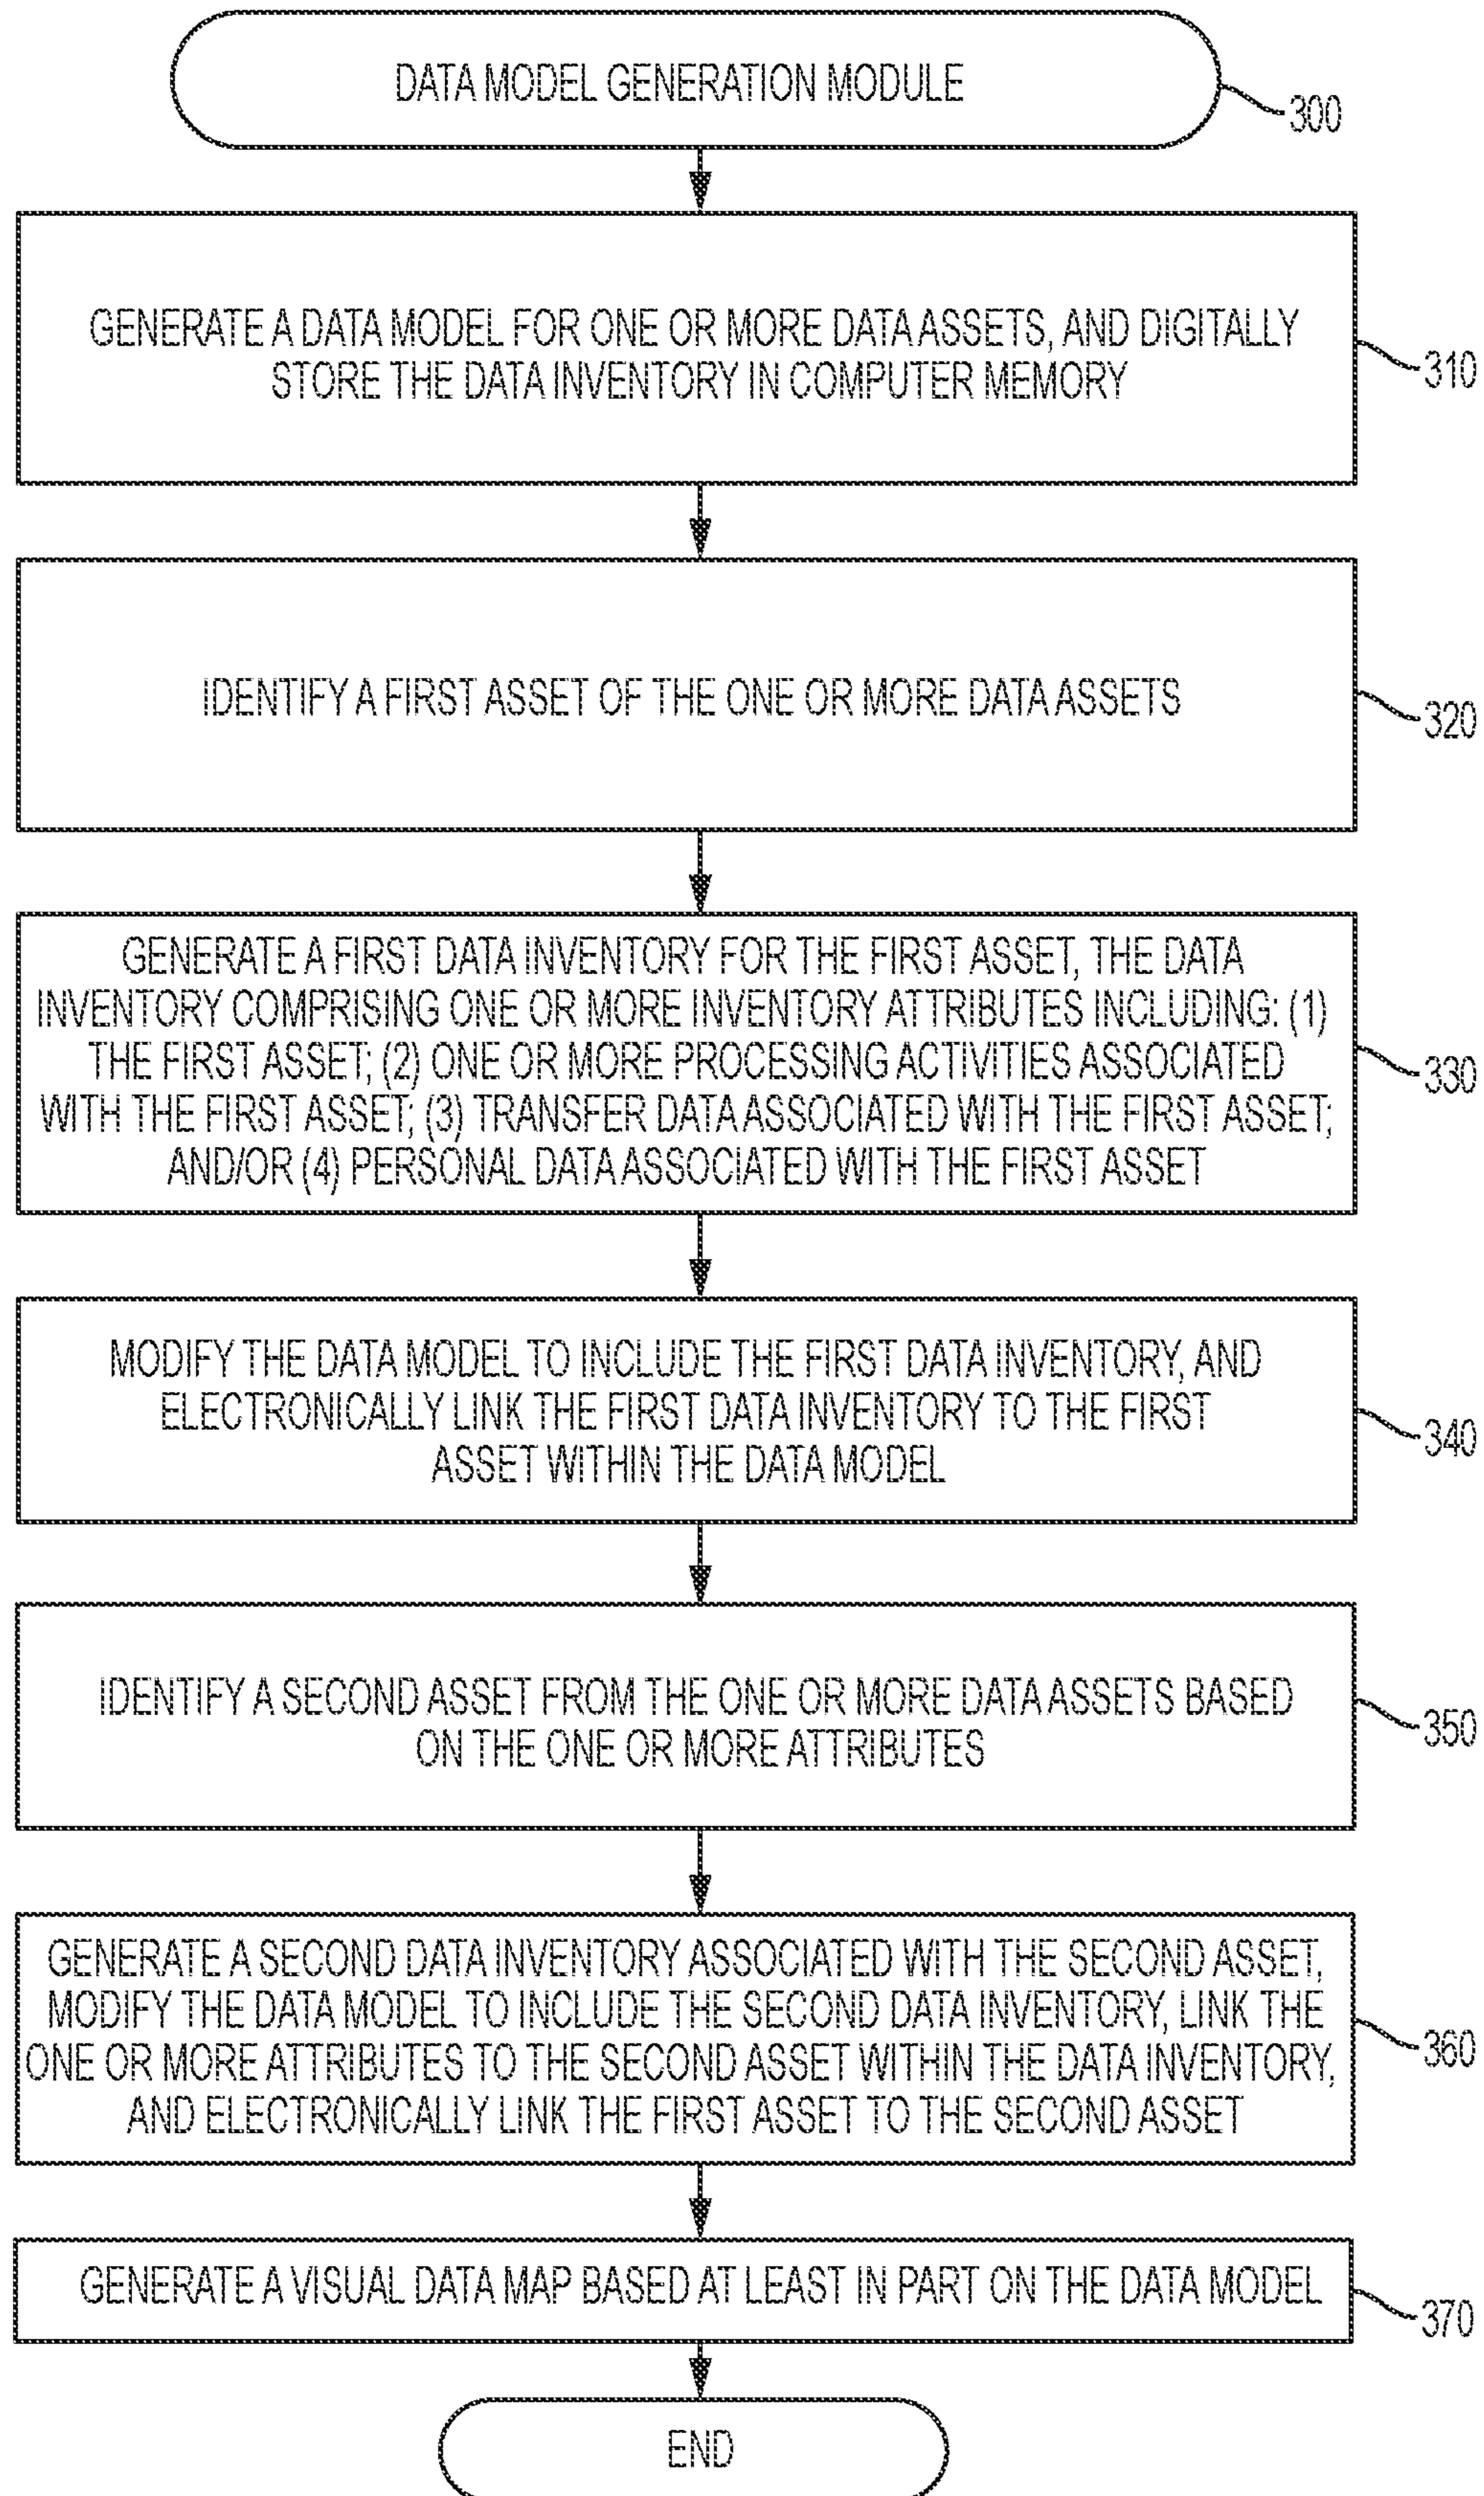 DATA MODEL GENERATION MODULE
300
GENERATE A DATA MODEL FOR ONE OR MORE DATA ASSETS, AND DIGITALLY
STORE THE DATA INVENTORY IN COMPUTER MEMORY
310
IDENTIFY A FIRST ASSET OF THE ONE OR MORE DATA ASSETS
320
GENERATE A FIRST DATA INVENTORY FOR THE FIRST ASSET, THE DATA
INVENTORY COMPRISING ONE OR MORE INVENTORY ATTRIBUTES INCLUDING: (1)
THE FIRST ASSET; (2) ONE OR MORE PROCESSING ACTIVITIES ASSOCIATED
WITH THE FIRST ASSET; (3) TRANSFER DATA ASSOCIATED WITH THE FIRST ASSET;
AND/OR (4) PERSONAL DATA ASSOCIATED WITH THE FIRST ASSET
330
MODIFY THE DATA MODEL TO INCLUDE THE FIRST DATA INVENTORY, AND
ELECTRONICALLY LINK THE FIRST DATA INVENTORY TO THE FIRST
ASSET WITHIN THE DATA MODEL
340
IDENTIFY A SECOND ASSET FROM THE ONE OR MORE DATA ASSETS BASED
ON THE ONE OR MORE ATTRIBUTES
350
GENERATE A SECOND DATA INVENTORY ASSOCIATED WITH THE SECOND ASSET,
MODIFY THE DATA MODEL TO INCLUDE THE SECOND DATA INVENTORY, LINK THE
ONE OR MORE ATTRIBUTES TO THE SECOND ASSET WITHIN THE DATA INVENTORY,
AND ELECTRONICALLY LINK THE FIRST ASSET TO THE SECOND ASSET
360
GENERATE A VISUAL DATA MAP BASED AT LEAST IN PART ON THE DATA MODEL
370
END